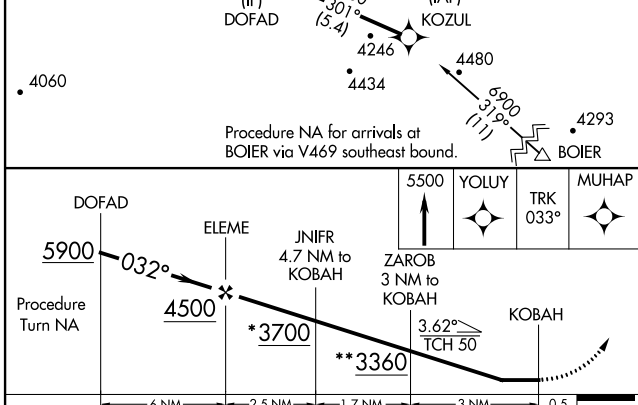 (IAF)
301°
(5.4)
DOFAD
KOZUL
4246
4434
4480
4060
6900
319°
(11)
4293
Procedure NA for arrivals at
BOIER via V469 southeast bound.
BOIER
5500
YOLUY
TRK
033°
MUHAP
DOFAD
ELEME
JNIFR
4.7 NM to
KOBAH
ZAROB
3 NM to
KOBAH
KOBAH
5900
032°
4500
*3700
**3360
3.62°
TCH 50
Procedure
Turn NA
6 NM
2.5 NM
1.7 NM
3 NM
0.5